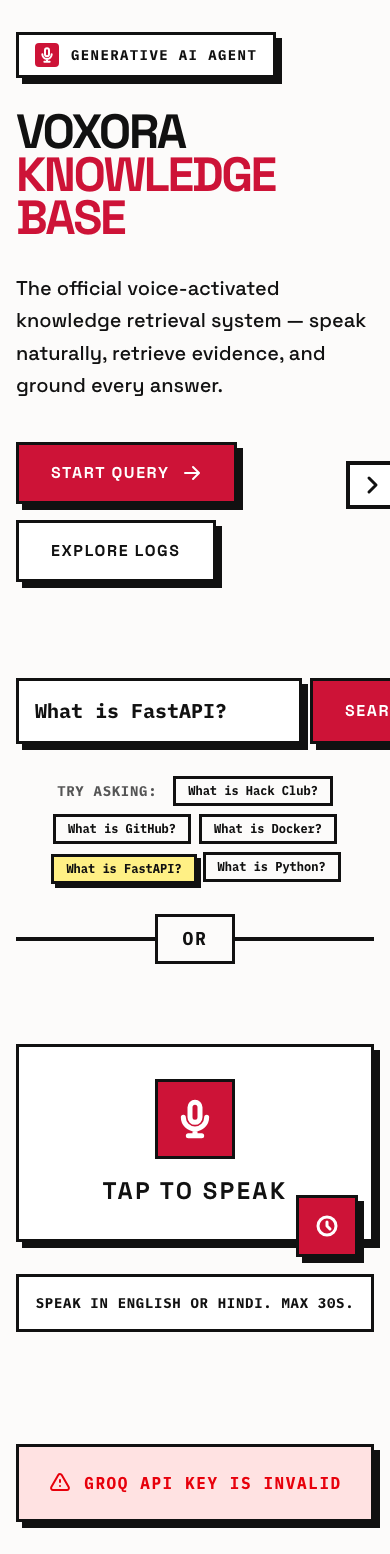 GENERATIVE AI AGENT
VOXORA
KNOWLEDGE
BASE
The official voice-activated
knowledge retrieval system — speak
naturally, retrieve evidence, and
ground every answer.
START QUERY
EXPLORE LOGS
What is FastAPI?
SEAR
TRY ASKING:
What is Hack Club?
What is GitHub?
What is Docker?
What is FastAPI?
What is Python?
OR
TAP TO SPEAK
SPEAK IN ENGLISH OR HINDI. MAX 30S.
GROQ API KEY IS INVALID